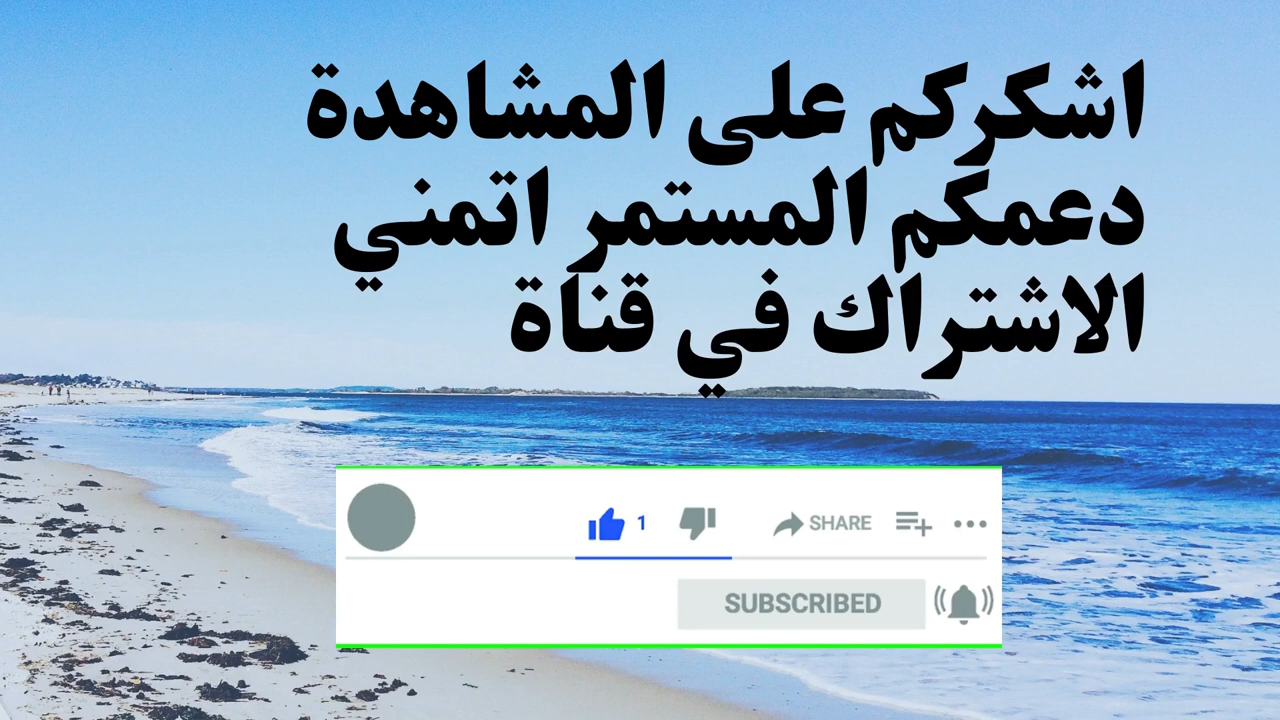 اشكركم على المشاهدة
دعمكم المستمر اتمني
الاشتراك في قناة
1 SHARE
SUBSCRIBED